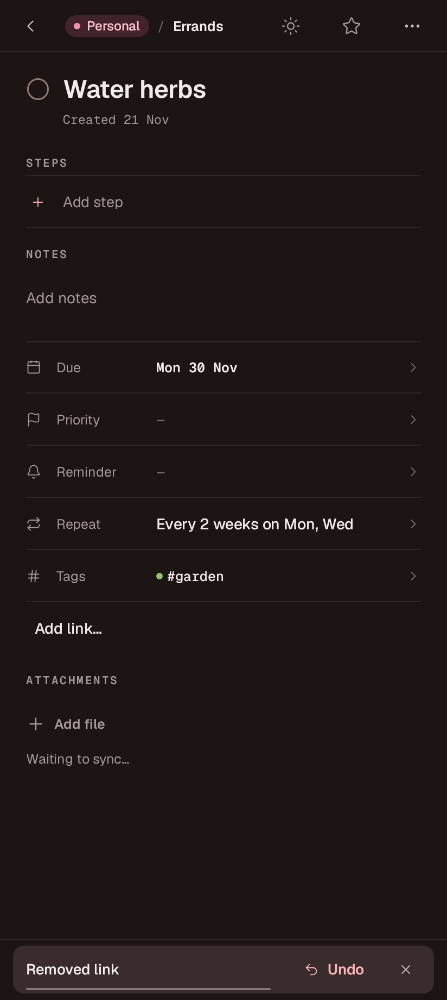 Personal / Errands
Water herbs
Created 21 Nov
STEPS
+ Add step
NOTES
Add notes
Due Mon 30 Nov
Priority —
Reminder —
Repeat Every 2 weeks on Mon, Wed
Tags #garden
Add link…
ATTACHMENTS
+ Add file
Waiting to sync…
Removed link Undo